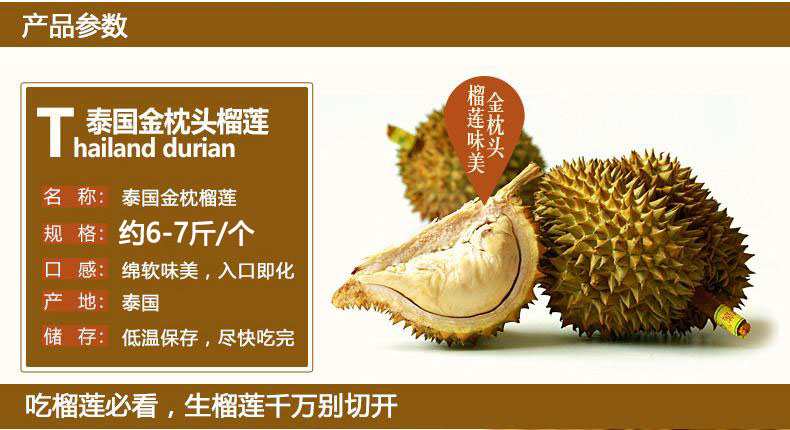 产品参数
泰国金枕头榴莲
Thailand durian
名 称： 泰国金枕榴莲
规 格： 约6-7斤/个
口 感： 绵软味美，入口即化
产 地： 泰国
储 存： 低温保存，尽快吃完
金枕头
榴莲味美
吃榴莲必看，生榴莲千万别切开